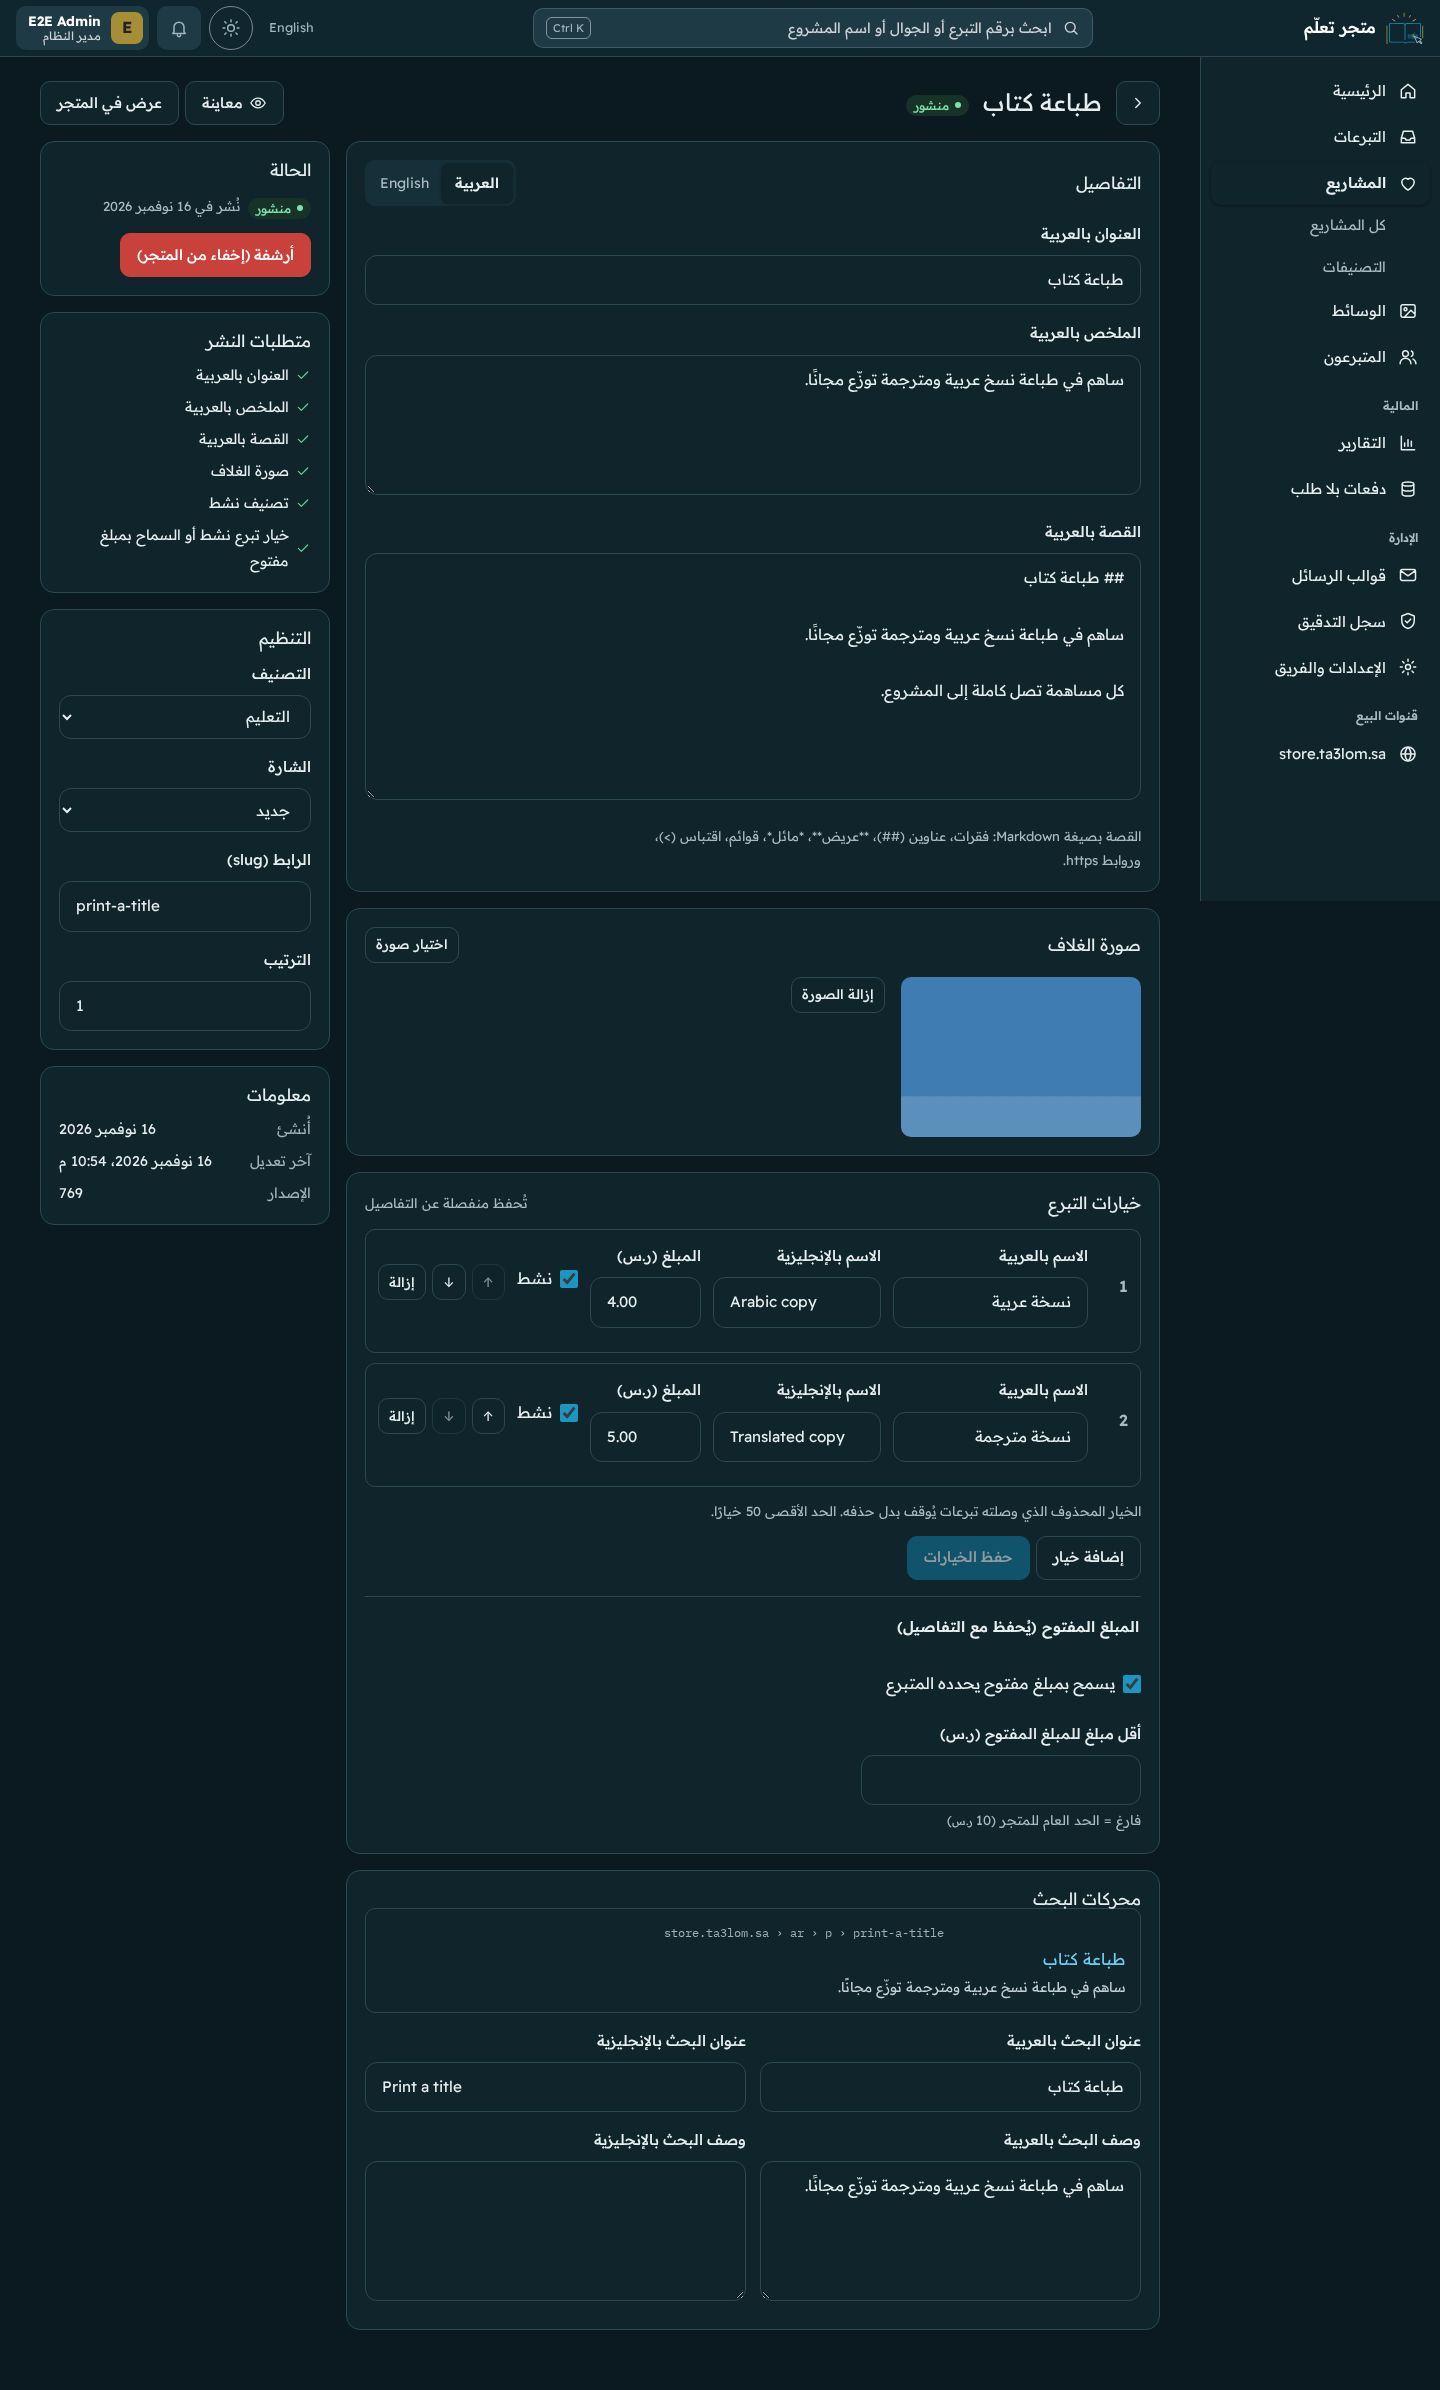 متجر تعلّم
ابحث برقم التبرع أو الجوال أو اسم المشروع
Ctrl K
English
E
E2E Admin
مدير النظام
الرئيسية
التبرعات
المشاريع
كل المشاريع
التصنيفات
الوسائط
المتبرعون
المالية
التقارير
دفعات بلا طلب
الإدارة
قوالب الرسائل
سجل التدقيق
الإعدادات والفريق
قنوات البيع
store.ta3lom.sa
طباعة كتاب
منشور
معاينة
عرض في المتجر
التفاصيل
العربية
English
العنوان بالعربية
طباعة كتاب
الملخص بالعربية
ساهم في طباعة نسخ عربية ومترجمة توزّع مجانًا.
القصة بالعربية
## طباعة كتاب
ساهم في طباعة نسخ عربية ومترجمة توزّع مجانًا.
كل مساهمة تصل كاملة إلى المشروع.
القصة بصيغة Markdown: فقرات، عناوين (##)، **عريض**، *مائل*، قوائم، اقتباس (>)،
وروابط https.
صورة الغلاف
اختيار صورة
إزالة الصورة
خيارات التبرع
تُحفظ منفصلة عن التفاصيل
1
الاسم بالعربية
نسخة عربية
الاسم بالإنجليزية
Arabic copy
المبلغ (ر.س)
4.00
نشط
↑
↓
إزالة
2
الاسم بالعربية
نسخة مترجمة
الاسم بالإنجليزية
Translated copy
المبلغ (ر.س)
5.00
نشط
↑
↓
إزالة
الخيار المحذوف الذي وصلته تبرعات يُوقف بدل حذفه. الحد الأقصى 50 خيارًا.
إضافة خيار
حفظ الخيارات
المبلغ المفتوح (يُحفظ مع التفاصيل)
يسمح بمبلغ مفتوح يحدده المتبرع
أقل مبلغ للمبلغ المفتوح (ر.س)
فارغ = الحد العام للمتجر (10 ر.س)
محركات البحث
store.ta3lom.sa › ar › p › print-a-title
طباعة كتاب
ساهم في طباعة نسخ عربية ومترجمة توزّع مجانًا.
عنوان البحث بالعربية
طباعة كتاب
عنوان البحث بالإنجليزية
Print a title
وصف البحث بالعربية
ساهم في طباعة نسخ عربية ومترجمة توزّع مجانًا.
وصف البحث بالإنجليزية
الحالة
منشور
نُشر في 16 نوفمبر 2026
أرشفة (إخفاء من المتجر)
متطلبات النشر
العنوان بالعربية
الملخص بالعربية
القصة بالعربية
صورة الغلاف
تصنيف نشط
خيار تبرع نشط أو السماح بمبلغ
مفتوح
التنظيم
التصنيف
التعليم
الشارة
جديد
الرابط (slug)
print-a-title
الترتيب
1
معلومات
أُنشئ
16 نوفمبر 2026
آخر تعديل
16 نوفمبر 2026، 10:54 م
الإصدار
769